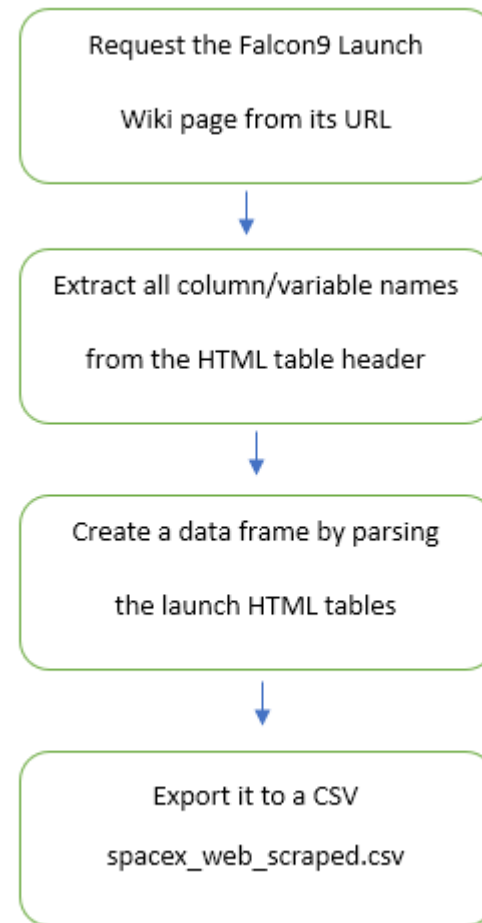 Request the Falcon9 Launch
Wiki page from its URL
Extract all column/variable names
from the HTML table header
Create a data frame by parsing
the launch HTML tables
Export it to a CSV
spacex_web_scraped.csv